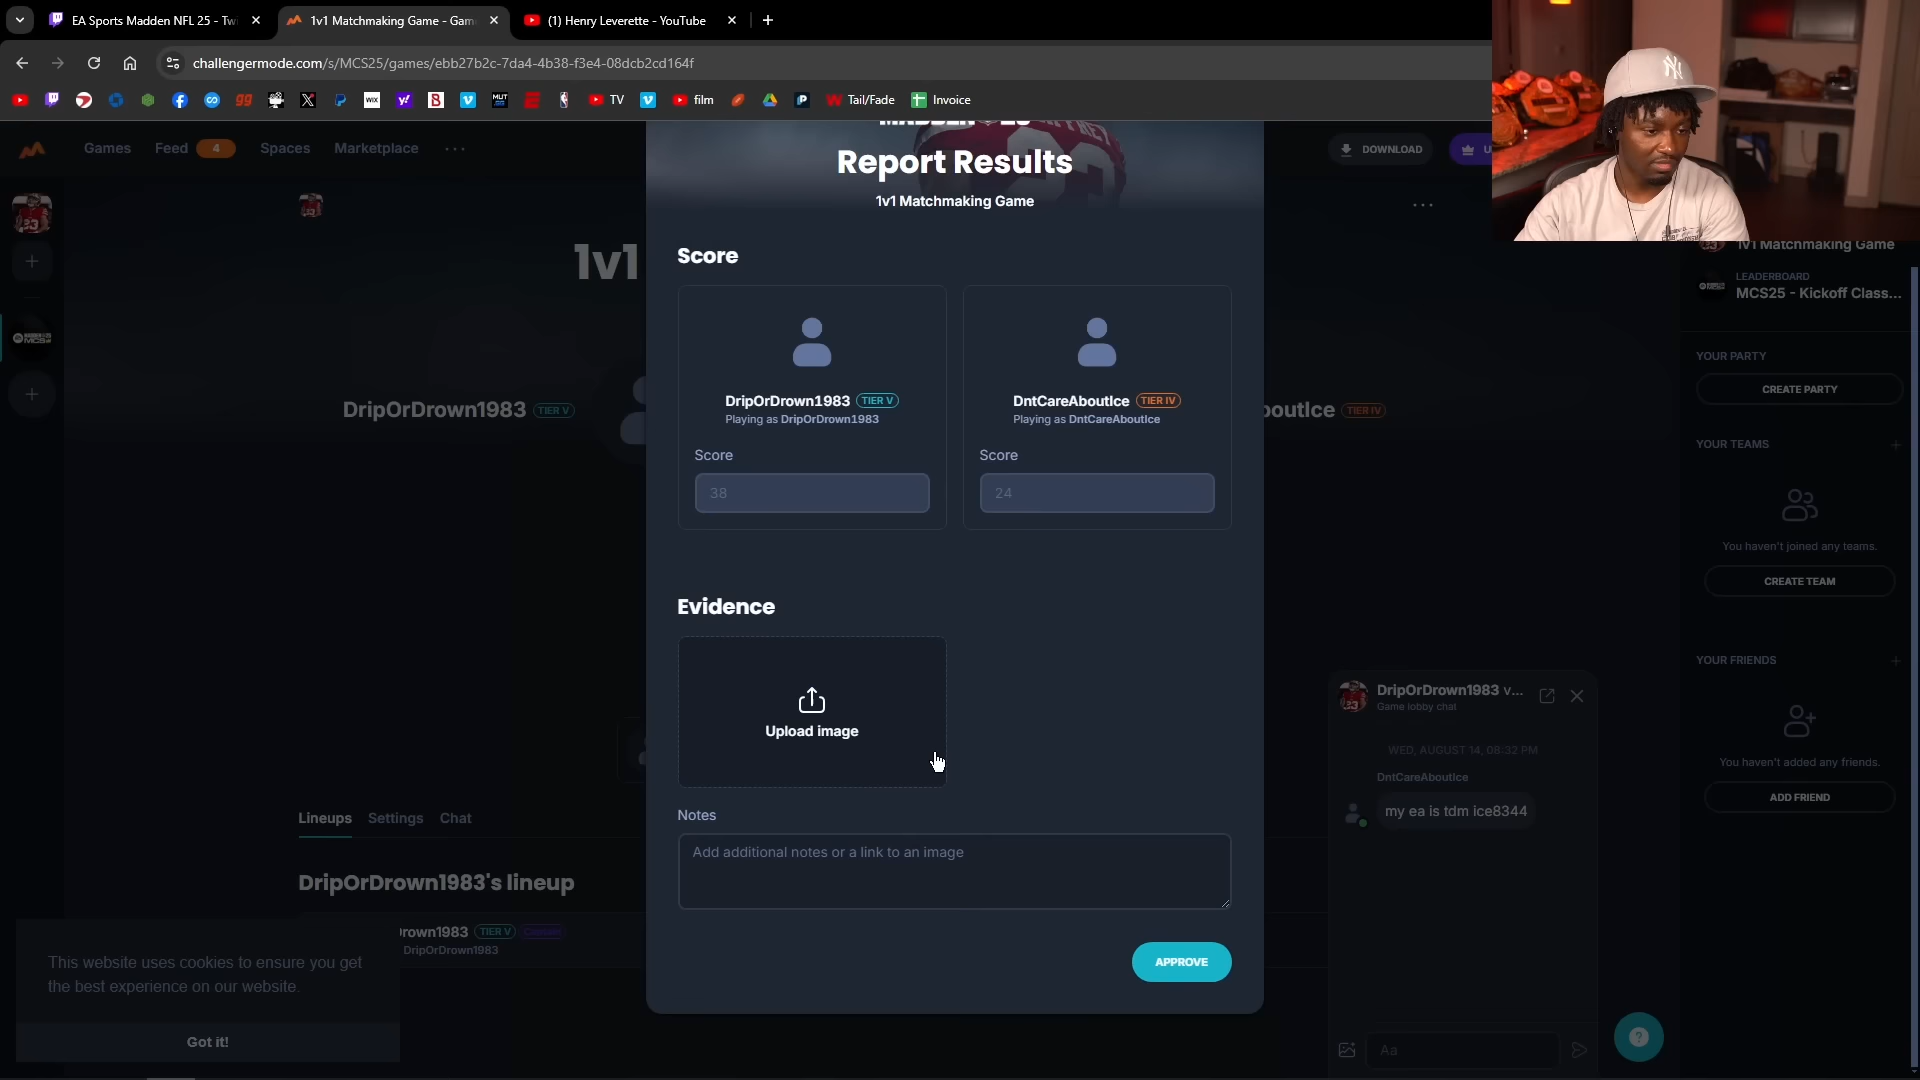 EA Sports Madden NFL 25 - Tw
1v1 Matchmaking Game - Gam
(1) Henry Leverette - YouTube
challengermode.com/s/MCS25/games/ebb27b2c-7da4-4b38-f3e4-08dcb2cd164f
TV
film
Tail/Fade
Invoice
Games
Feed
4
Spaces
Marketplace
DOWNLOAD
U
Report Results
1v1 Matchmaking Game
1v1
Score
DripOrDrown1983 TIER V
Playing as DripOrDrown1983
Score
38
DntCareAboutIce TIER IV
Playing as DntCareAboutIce
Score
24
DripOrDrown1983 TIER V
boutIce TIER IV
Evidence
Upload image
Notes
Add additional notes or a link to an image
APPROVE
Lineups
Settings
Chat
DripOrDrown1983's lineup
Drown1983 TIER V Captain
DripOrDrown1983
This website uses cookies to ensure you get
the best experience on our website.
Got it!
1v1 Matchmaking Game
LEADERBOARD
MCS25 - Kickoff Class...
YOUR PARTY
CREATE PARTY
YOUR TEAMS
You haven't joined any teams.
CREATE TEAM
YOUR FRIENDS
You haven't added any friends.
ADD FRIEND
DripOrDrown1983 v...
Game lobby chat
WED, AUGUST 14, 08:32 PM
DntCareAboutIce
my ea is tdm ice8344
Aa